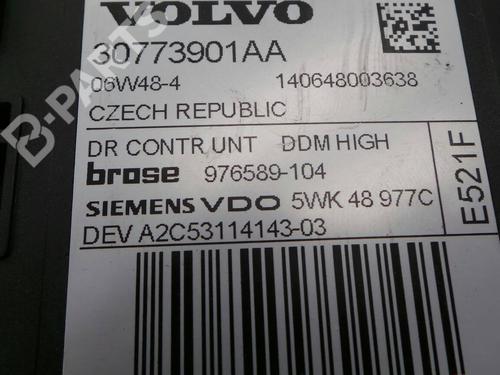 VOLVO
30773901AA
06W48-4 140648003638
CZECH REPUBLIC
DR CONTR UNT DDM HIGH
brose 976589-104
SIEMENS VDO 5WK 48 977C
DEV A2C53114143-03
E521F
B-PARTS